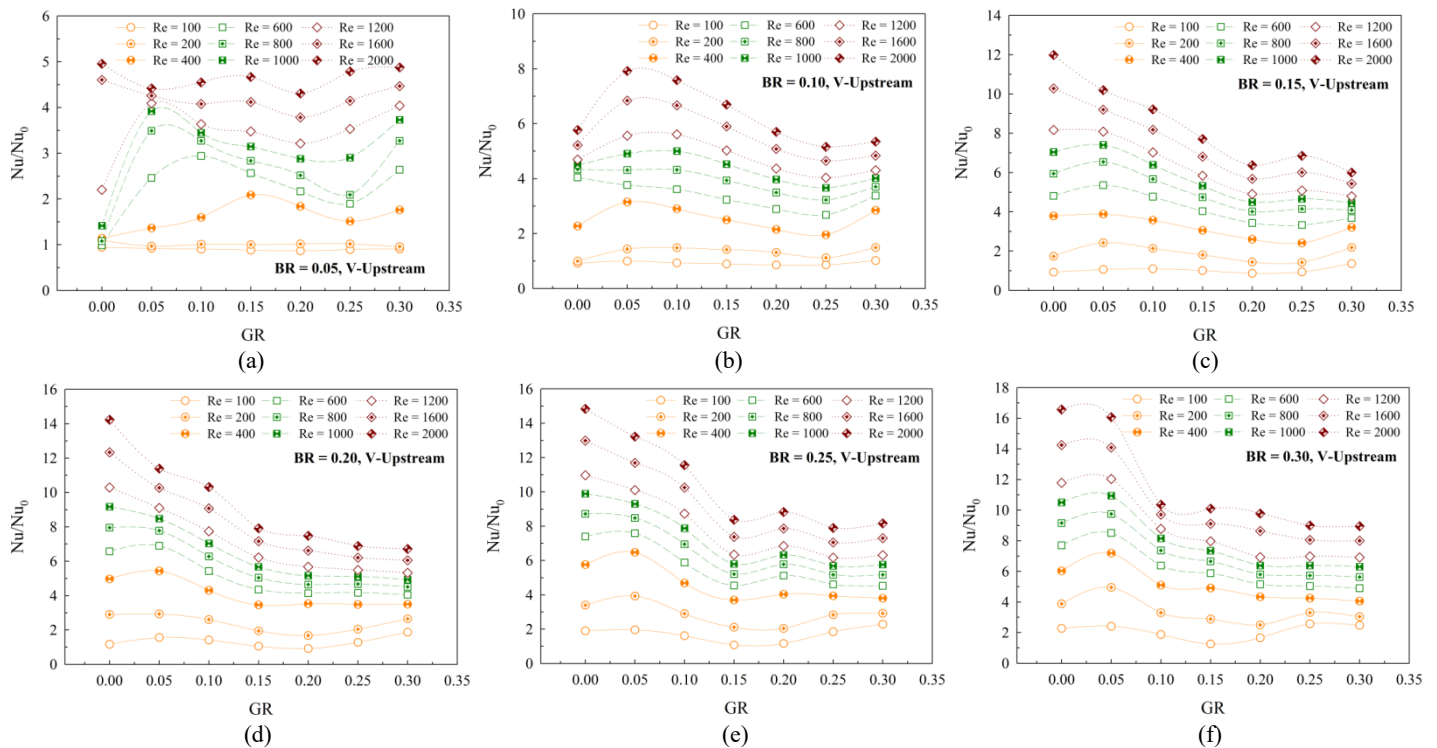 Nu/Nu0
6
5
4
3
2
1
0
Re = 100 Re = 600 Re = 1200
Re = 200 Re = 800 Re = 1600
Re = 400 Re = 1000 Re = 2000
BR = 0.05, V-Upstream
0.00 0.05 0.10 0.15 0.20 0.25 0.30 0.35
GR
(a)
Nu/Nu0
10
8
6
4
2
0
Re = 100 Re = 600 Re = 1200
Re = 200 Re = 800 Re = 1600
Re = 400 Re = 1000 Re = 2000
BR = 0.10, V-Upstream
0.00 0.05 0.10 0.15 0.20 0.25 0.30 0.35
GR
(b)
Nu/Nu0
14
12
10
8
6
4
2
0
Re = 100 Re = 600 Re = 1200
Re = 200 Re = 800 Re = 1600
Re = 400 Re = 1000 Re = 2000
BR = 0.15, V-Upstream
0.00 0.05 0.10 0.15 0.20 0.25 0.30 0.35
GR
(c)
Nu/Nu0
16
14
12
10
8
6
4
2
0
Re = 100 Re = 600 Re = 1200
Re = 200 Re = 800 Re = 1600
Re = 400 Re = 1000 Re = 2000
BR = 0.20, V-Upstream
0.00 0.05 0.10 0.15 0.20 0.25 0.30 0.35
GR
(d)
Nu/Nu0
16
14
12
10
8
6
4
2
0
Re = 100 Re = 600 Re = 1200
Re = 200 Re = 800 Re = 1600
Re = 400 Re = 1000 Re = 2000
BR = 0.25, V-Upstream
0.00 0.05 0.10 0.15 0.20 0.25 0.30 0.35
GR
(e)
Nu/Nu0
18
16
14
12
10
8
6
4
2
0
Re = 100 Re = 600 Re = 1200
Re = 200 Re = 800 Re = 1600
Re = 400 Re = 1000 Re = 2000
BR = 0.30, V-Upstream
0.00 0.05 0.10 0.15 0.20 0.25 0.30 0.35
GR
(f)